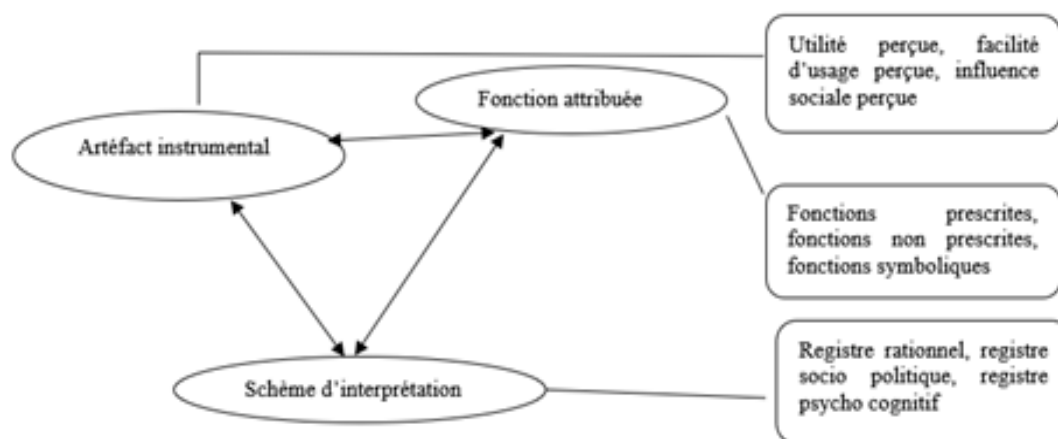 Utilité perçue, facilité
d'usage perçue, influence
sociale perçue
Fonction attribuée
Artéfact instrumental
Fonctions prescrites,
fonctions non prescrites,
fonctions symboliques
Registre rationnel, registre
socio politique, registre
psycho cognitif
Schème d'interprétation